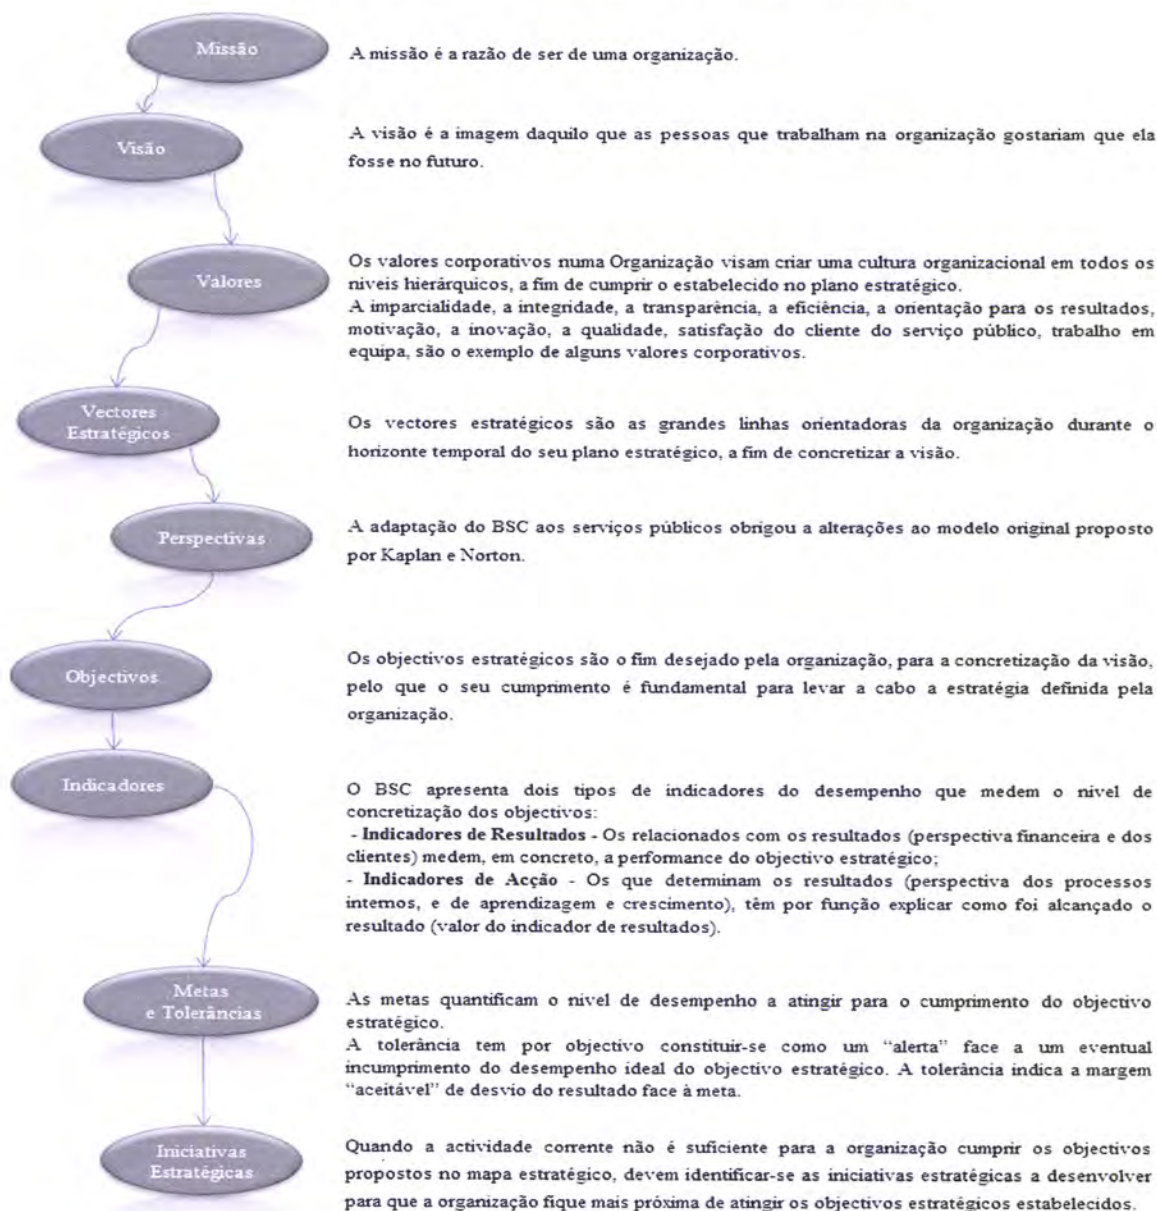 Missão
A missão é a razão de ser de uma organização.
Visão
A visão é a imagem daquilo que as pessoas que trabalham na organização gostariam que ela
fosse no futuro.
Valores
Os valores corporativos numa Organização visam criar uma cultura organizacional em todos os
níveis hierárquicos, a fim de cumprir o estabelecido no plano estratégico.
A imparcialidade, a integridade, a transparência, a eficiência, a orientação para os resultados,
motivação, a inovação, a qualidade, satisfação do cliente do serviço público, trabalho em
equipa, são o exemplo de alguns valores corporativos.
Vectores
Estratégicos
Os vectores estratégicos são as grandes linhas orientadoras da organização durante o
horizonte temporal do seu plano estratégico, a fim de concretizar a visão.
Perspectivas
A adaptação do BSC aos serviços públicos obrigou a alterações ao modelo original proposto
por Kaplan e Norton.
Objectivos
Os objectivos estratégicos são o fim desejado pela organização, para a concretização da visão,
pelo que o seu cumprimento é fundamental para levar a cabo a estratégia definida pela
organização.
Indicadores
O BSC apresenta dois tipos de indicadores do desempenho que medem o nível de
concretização dos objectivos:
- Indicadores de Resultados - Os relacionados com os resultados (perspectiva financeira e dos
clientes) medem, em concreto, a performance do objectivo estratégico;
- Indicadores de Acção - Os que determinam os resultados (perspectiva dos processos
internos, e de aprendizagem e crescimento), têm por função explicar como foi alcançado o
resultado (valor do indicador de resultados).
Metas
e Tolerâncias
As metas quantificam o nível de desempenho a atingir para o cumprimento do objectivo
estratégico.
A tolerância tem por objectivo constituir-se como um “alerta” face a um eventual
incumprimento do desempenho ideal do objectivo estratégico. A tolerância indica a margem
“aceitável” de desvio do resultado face à meta.
Iniciativas
Estratégicas
Quando a actividade corrente não é suficiente para a organização cumprir os objectivos
propostos no mapa estratégico, devem identificar-se as iniciativas estratégicas a desenvolver
para que a organização fique mais próxima de atingir os objectivos estratégicos estabelecidos.